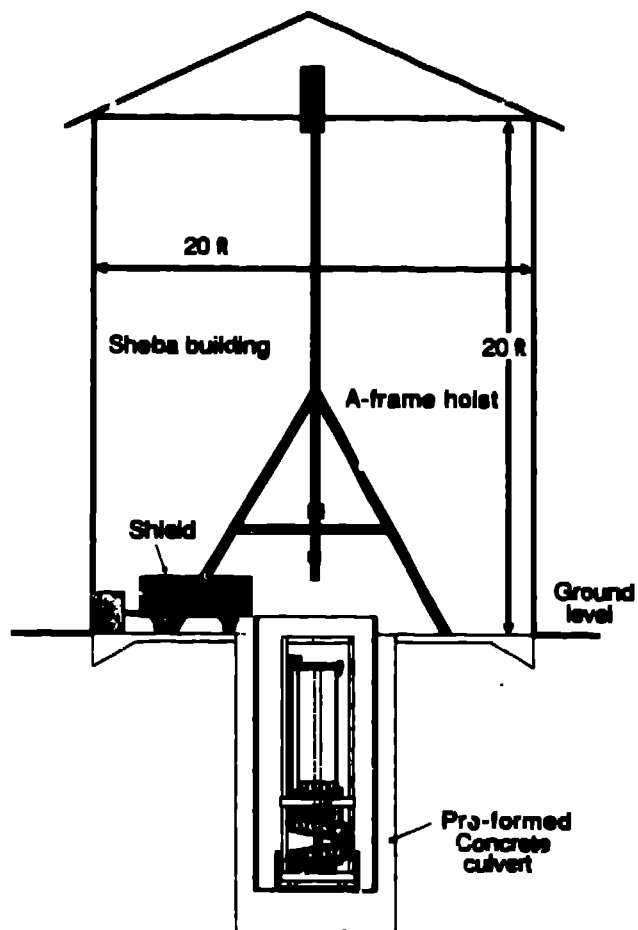 20 ft
Sheba building
20 ft
A-frame hoist
Shield
Ground
level
Pre-formed
Concrete
culvert